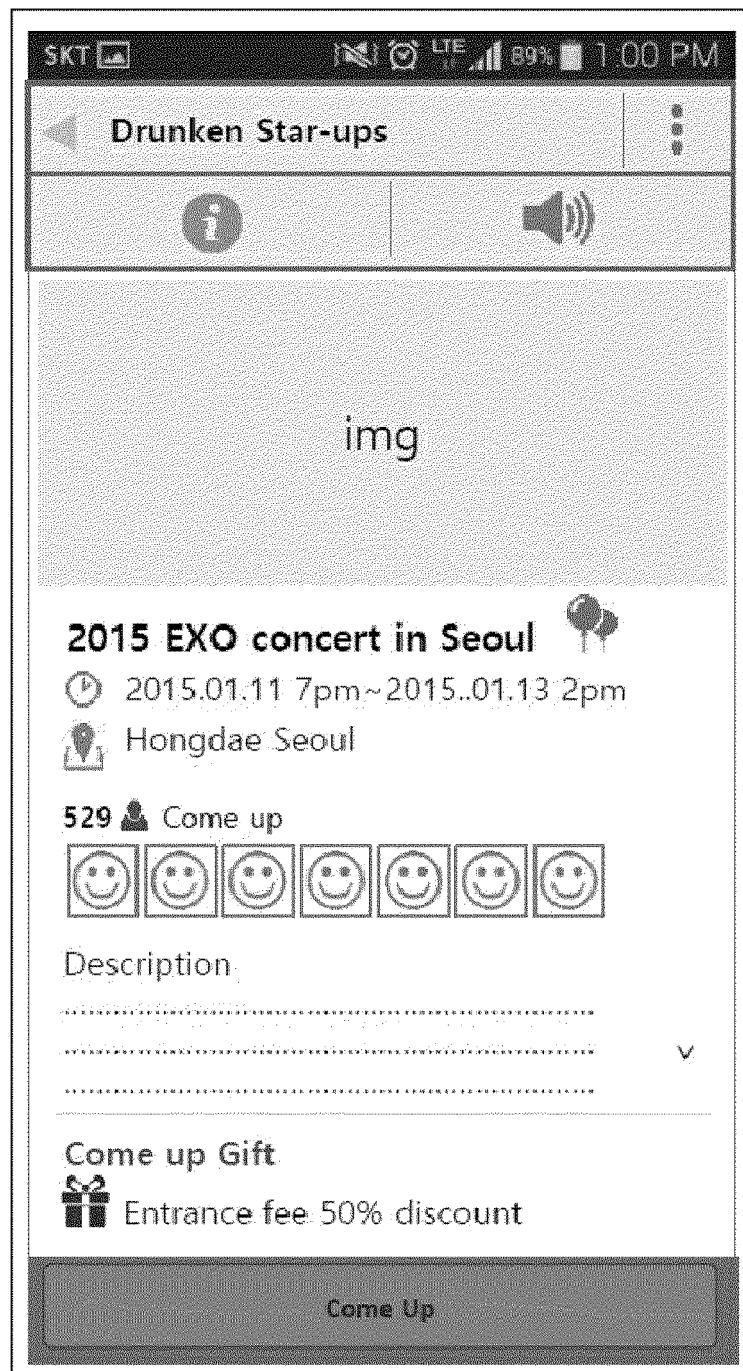 SKT LTE 89% 1:00 PM
Drunken Star-ups
i
img
2015 EXO concert in Seoul
2015.01.11 7pm~2015..01.13 2pm
Hongdae Seoul
529 Come up
Description
Come up Gift
Entrance fee 50% discount
Come Up